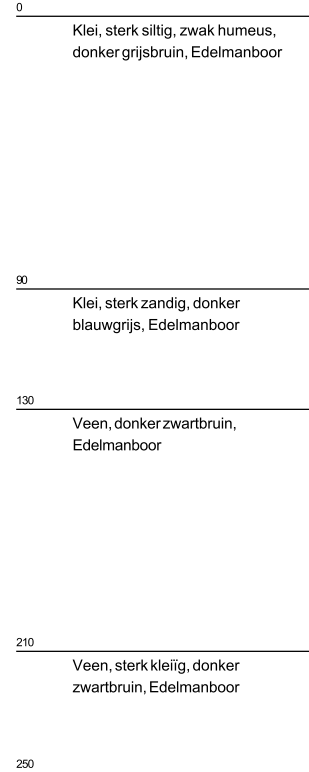 0
Klei, sterk siltig, zwak humeus,
donker grijsbruin, Edelmanboor
90
Klei, sterk zandig, donker
blauwgrijs, Edelmanboor
130
Veen, donker zwartbruin,
Edelmanboor
210
Veen, sterk kleiïg, donker
zwartbruin, Edelmanboor
250